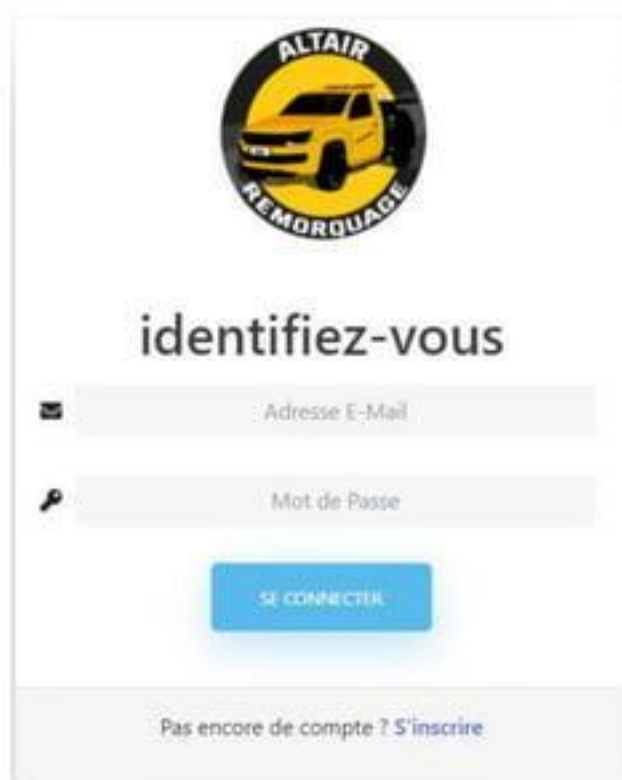 ALTAIR
REMORQUAGE
identifiez-vous
Adresse E-Mail
Mot de Passe
SE CONNECTER
Pas encore de compte ? S'inscrire